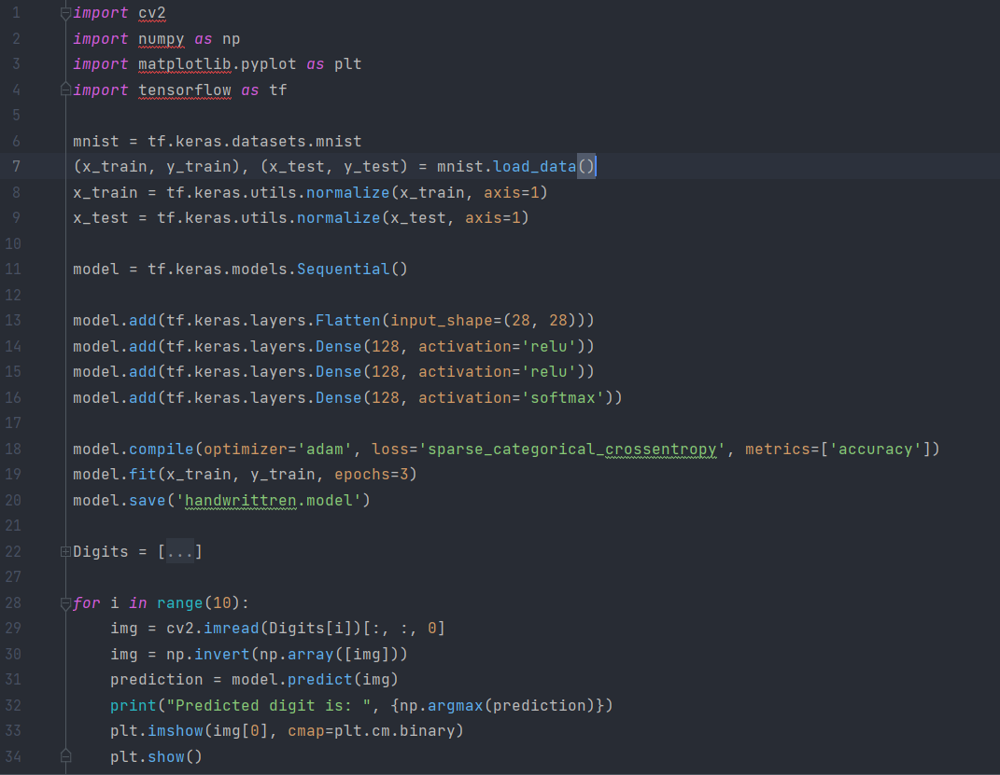 1 import cv2
2 import numpy as np
3 import matplotlib.pyplot as plt
4 import tensorflow as tf
5
6 mnist = tf.keras.datasets.mnist
7 (x_train, y_train), (x_test, y_test) = mnist.load_data()
8 x_train = tf.keras.utils.normalize(x_train, axis=1)
9 x_test = tf.keras.utils.normalize(x_test, axis=1)
10
11 model = tf.keras.models.Sequential()
12
13 model.add(tf.keras.layers.Flatten(input_shape=(28, 28)))
14 model.add(tf.keras.layers.Dense(128, activation='relu'))
15 model.add(tf.keras.layers.Dense(128, activation='relu'))
16 model.add(tf.keras.layers.Dense(128, activation='softmax'))
17
18 model.compile(optimizer='adam', loss='sparse_categorical_crossentropy', metrics=['accuracy'])
19 model.fit(x_train, y_train, epochs=3)
20 model.save('handwrittren.model')
21
22 Digits = [...]
27
28 for i in range(10):
29     img = cv2.imread(Digits[i])[:, :, 0]
30     img = np.invert(np.array([img]))
31     prediction = model.predict(img)
32     print("Predicted digit is: ", {np.argmax(prediction)})
33     plt.imshow(img[0], cmap=plt.cm.binary)
34     plt.show()